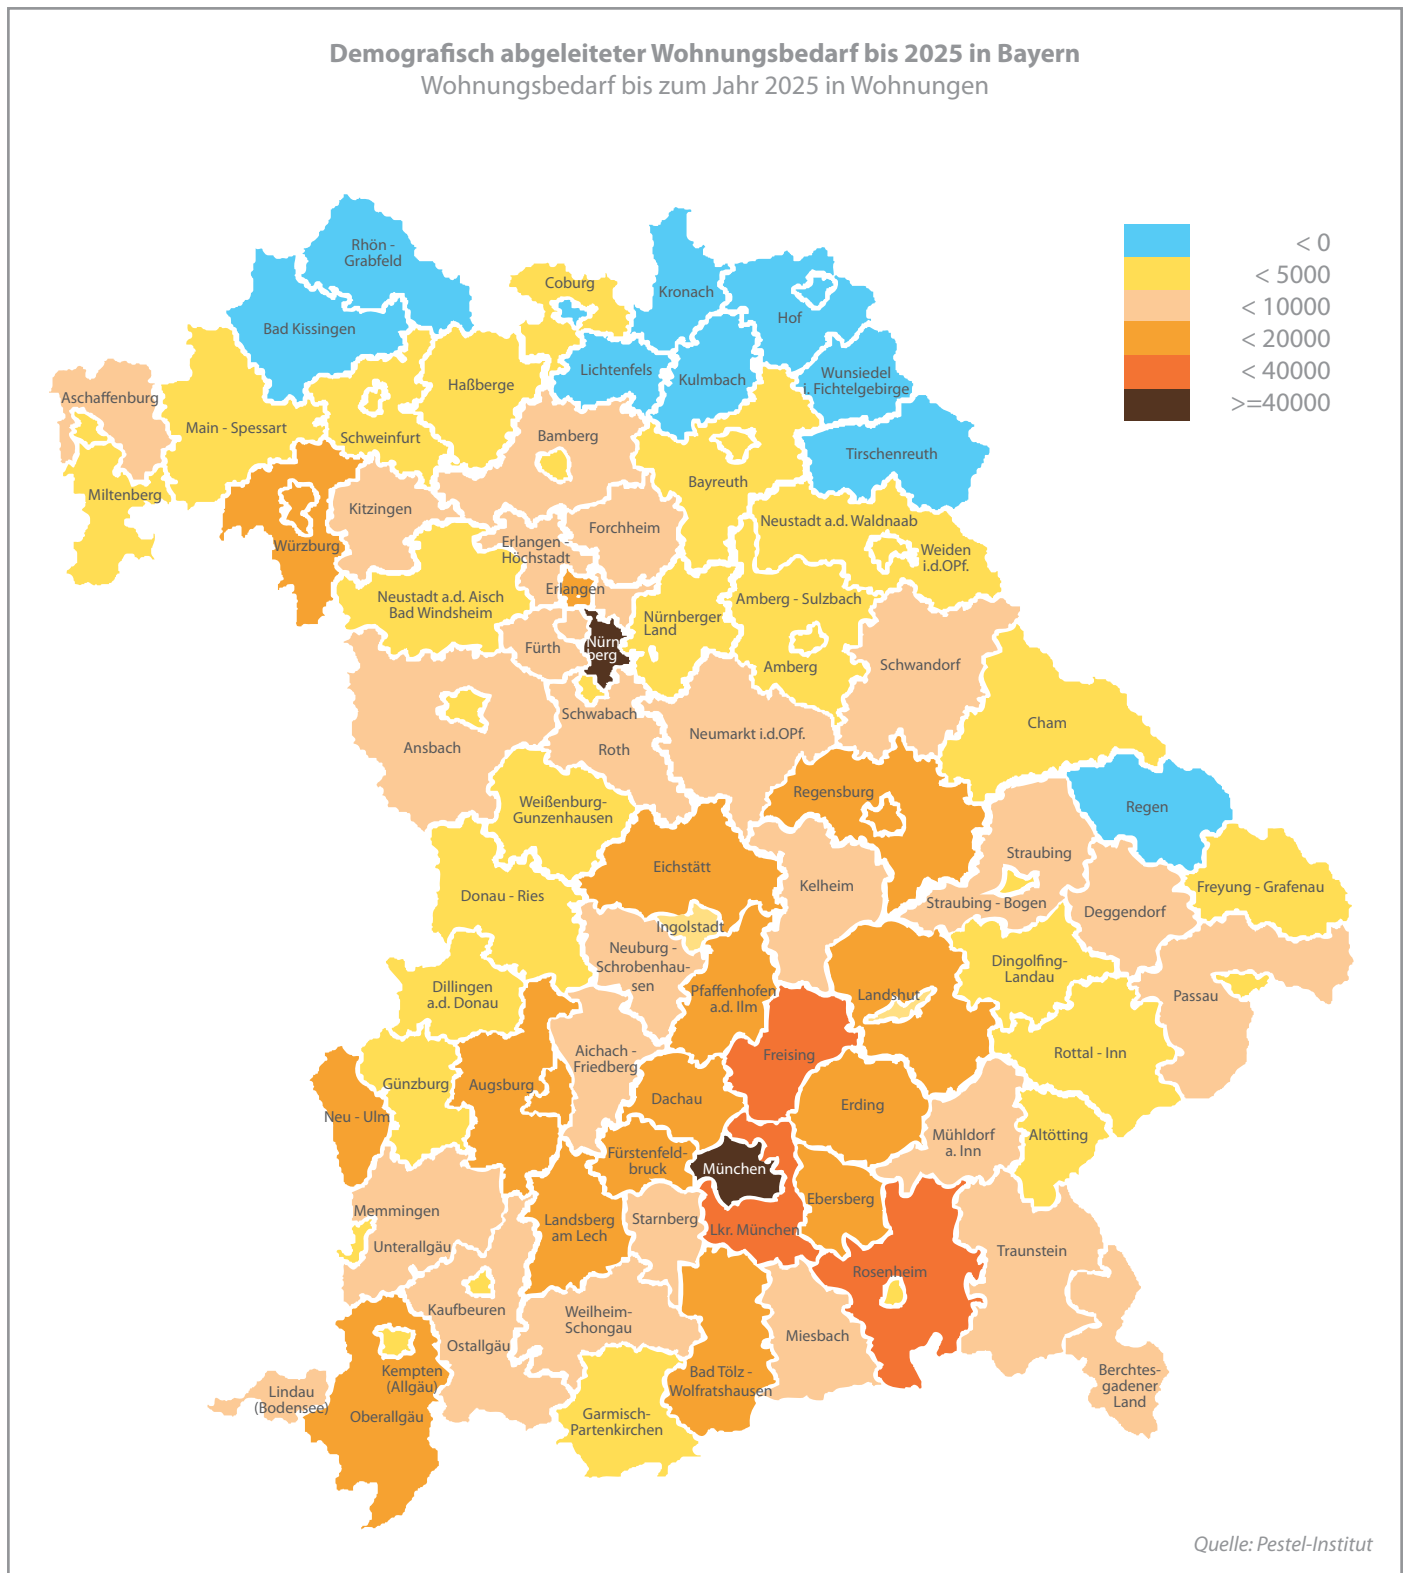 Demografisch abgeleiteter Wohnungsbedarf bis 2025 in Bayern
Wohnungsbedarf bis zum Jahr 2025 in Wohnungen
< 0
< 5000
< 10000
< 20000
< 40000
>=40000
Rhön -
Grabfeld
Coburg
Kronach
Hof
Bad Kissingen
Lichtenfels
Kulmbach
Wunsiedel
i. Fichtelgebirge
Haßberge
Aschaffenburg
Main - Spessart
Schweinfurt
Bamberg
Tirschenreuth
Bayreuth
Miltenberg
Kitzingen
Forchheim
Neustadt a.d. Waldnaab
Würzburg
Erlangen -
Höchstadt
Weiden
i.d.OPf.
Erlangen
Neustadt a.d. Aisch
Bad Windsheim
Amberg - Sulzbach
Nürnberger
Land
Fürth
Nürn
berg
Amberg
Schwandorf
Schwabach
Cham
Ansbach
Roth
Neumarkt i.d.OPf.
Regensburg
Weißenburg-
Gunzenhausen
Regen
Straubing
Eichstätt
Kelheim
Freyung - Grafenau
Donau - Ries
Straubing - Bogen
Deggendorf
Ingolstadt
Neuburg -
Schrobenhau-
sen
Dingolfing-
Landau
Dillingen
a.d. Donau
Pfaffenhofen
a.d. Ilm
Landshut
Passau
Aichach -
Friedberg
Freising
Rottal - Inn
Günzburg
Augsburg
Dachau
Erding
Neu - Ulm
Mühldorf
a. Inn
Altötting
Fürstenfeld-
bruck
München
Ebersberg
Memmingen
Landsberg
am Lech
Starnberg
Lkr. München
Unterallgäu
Traunstein
Rosenheim
Kaufbeuren
Weilheim-
Schongau
Miesbach
Ostallgäu
Kempten
(Allgäu)
Bad Tölz -
Wolfratshausen
Berchtes-
gadener
Land
Lindau
(Bodensee)
Oberallgäu
Garmisch-
Partenkirchen
Quelle: Pestel-Institut